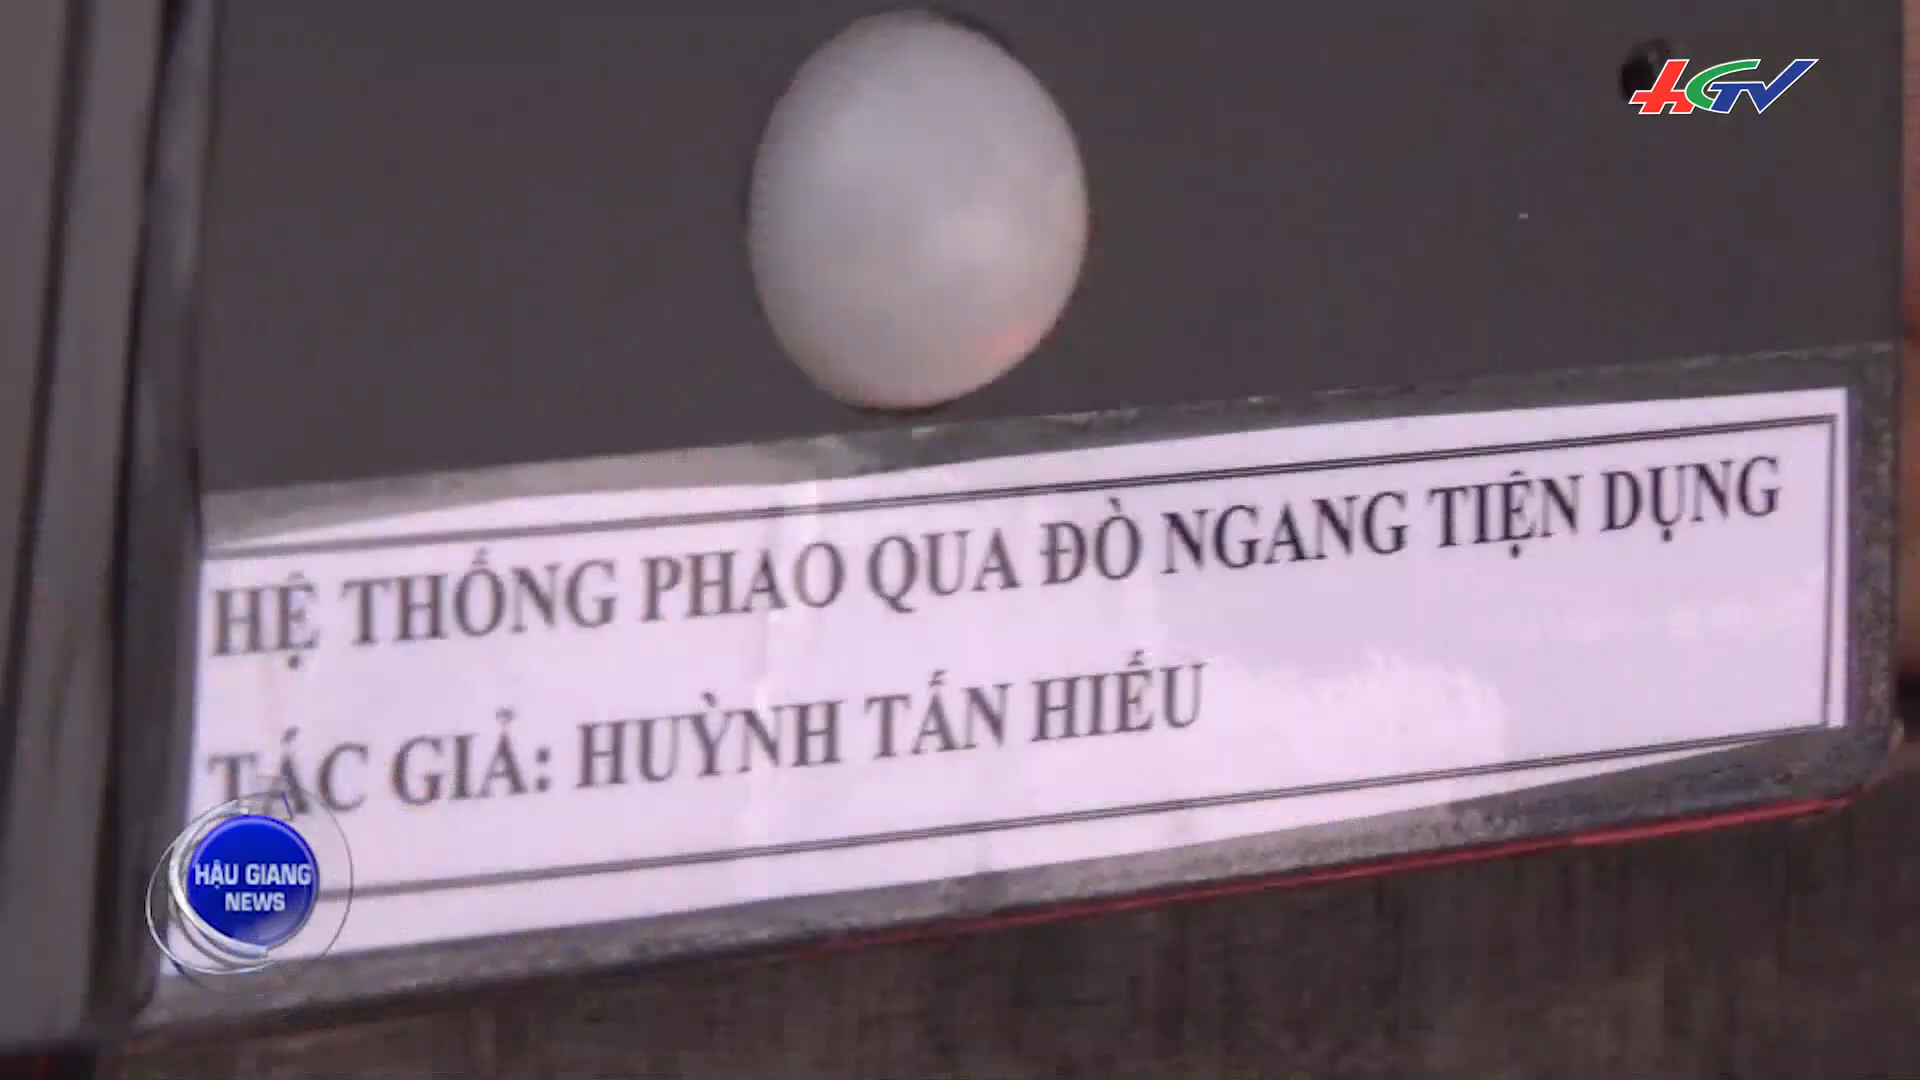 HGTV
HỆ THỐNG PHAO QUA ĐÒ NGANG TIỆN DỤNG
TÁC GIẢ: HUỲNH TẤN HIẾU
HẬU GIANG
NEWS